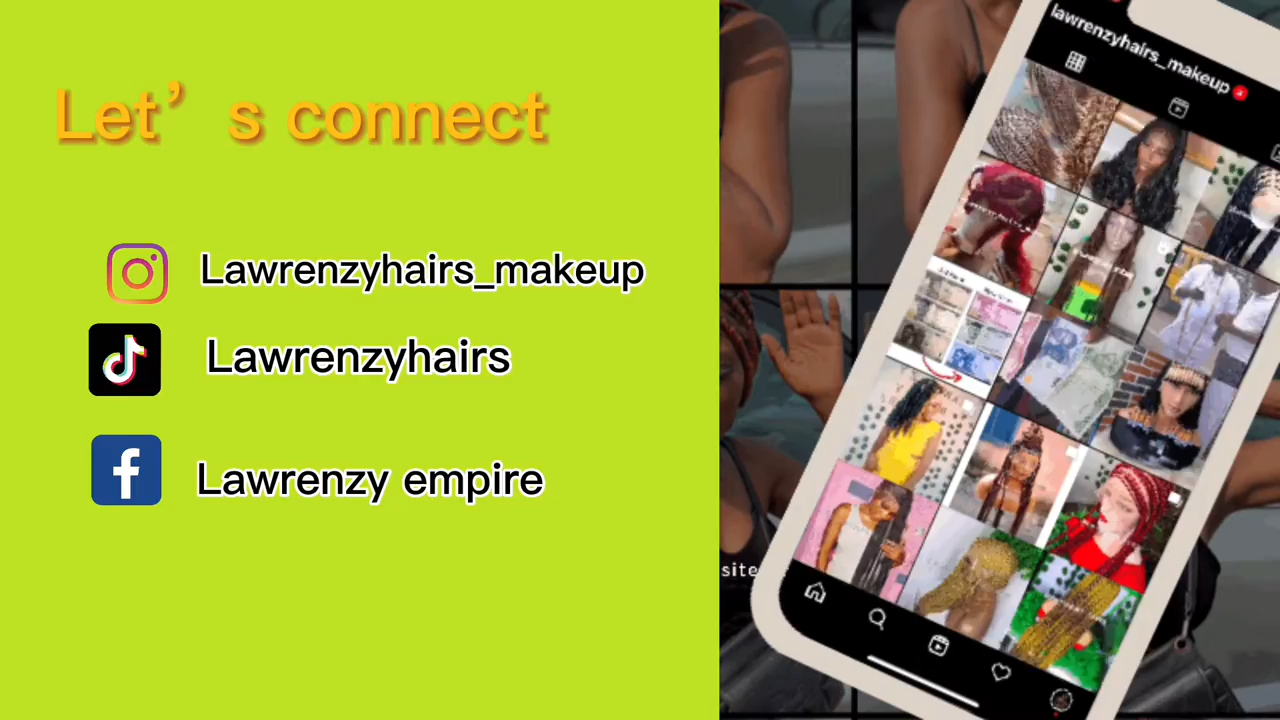 Let’s connect
Lawrenzyhairs_makeup
Lawrenzyhairs
Lawrenzy empire
lawrenzyhairs_makeup
site